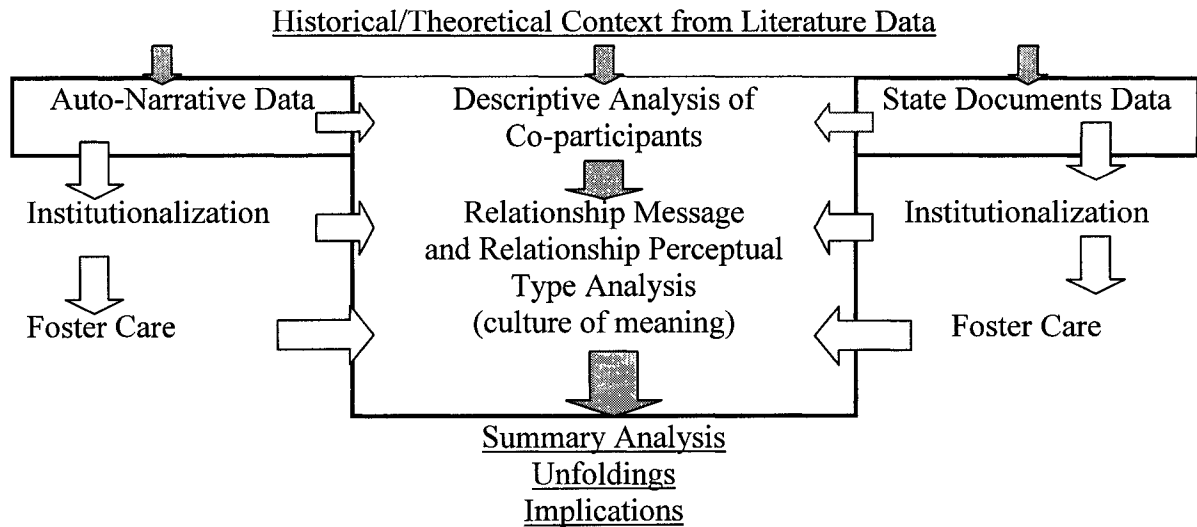 Historical/Theoretical Context from Literature Data
Auto-Narrative Data
Descriptive Analysis of
Co-participants
State Documents Data
Institutionalization
Relationship Message
and Relationship Perceptual
Type Analysis
(culture of meaning)
Institutionalization
Foster Care
Foster Care
Summary Analysis
Unfoldings
Implications